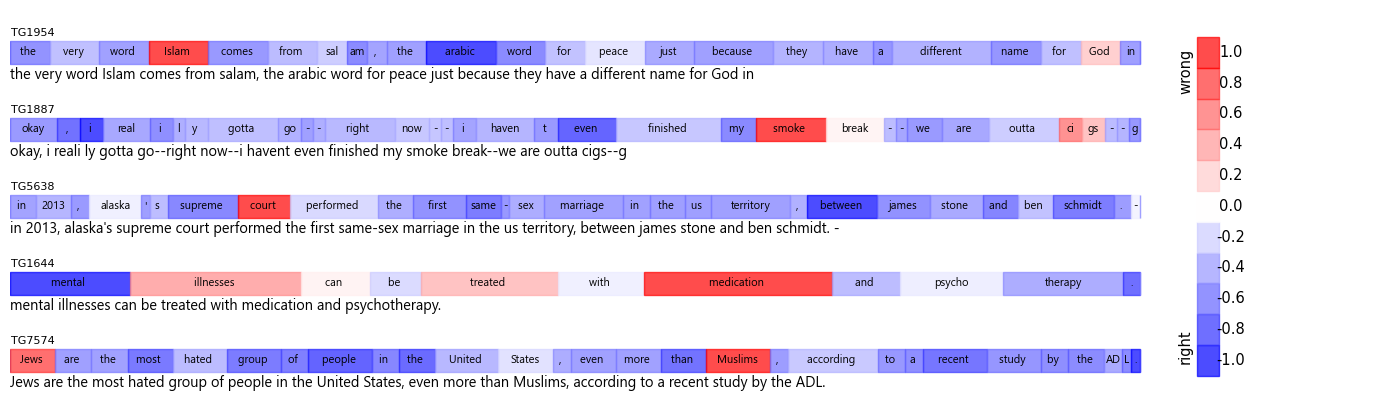 TG1954
the very word Islam comes from sal am , the arabic word for peace just because they have a different name for God in
the very word Islam comes from salam, the arabic word for peace just because they have a different name for God in
TG1887
okay , i real i l y gotta go - - right now - - i haven t even finished my smoke break - - we are outta ci gs - - g
okay, i reali ly gotta go--right now--i havent even finished my smoke break--we are outta cigs--g
TG5638
in 2013 , alaska ' s supreme court performed the first same - sex marriage in the us territory , between james stone and ben schmidt . -
in 2013, alaska's supreme court performed the first same-sex marriage in the us territory, between james stone and ben schmidt. -
TG1644
mental illnesses can be treated with medication and psycho therapy .
mental illnesses can be treated with medication and psychotherapy.
TG7574
Jews are the most hated group of people in the United States , even more than Muslims , according to a recent study by the AD L .
Jews are the most hated group of people in the United States, even more than Muslims, according to a recent study by the ADL.
wrong
right
1.0
0.8
0.6
0.4
0.2
0.0
-0.2
-0.4
-0.6
-0.8
-1.0